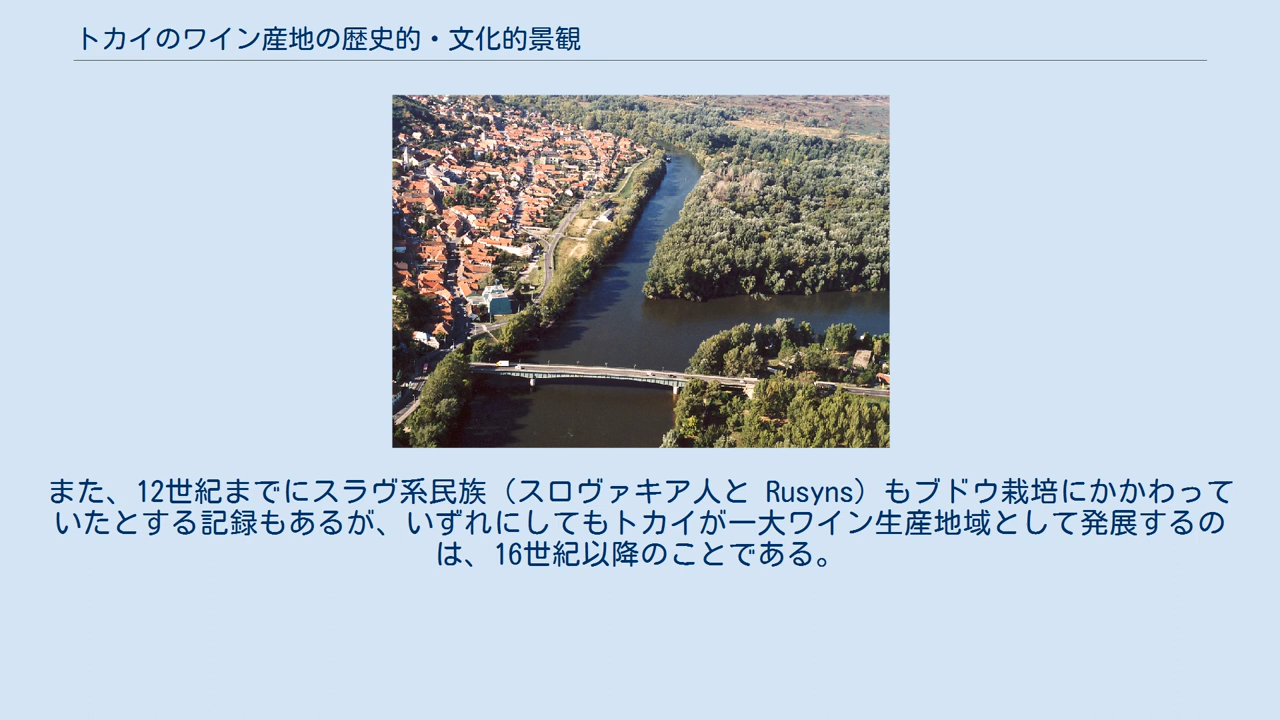 トカイのワイン産地の歴史的・文化的景観
また、12世紀までにスラヴ系民族（スロヴァキア人と Rusyns）もブドウ栽培にかかわって
いたとする記録もあるが、いずれにしてもトカイが一大ワイン生産地域として発展するの
は、16世紀以降のことである。